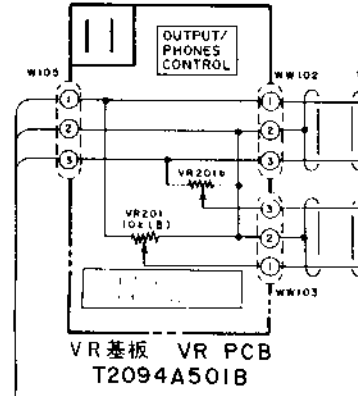 OUTPUT/
PHONES
CONTROL
W105
WW102
1
1
2
2
3
3
VR201b
3
VR201
10k(B)
2
1
WW103
VR基板 VR PCB
T2094A501B